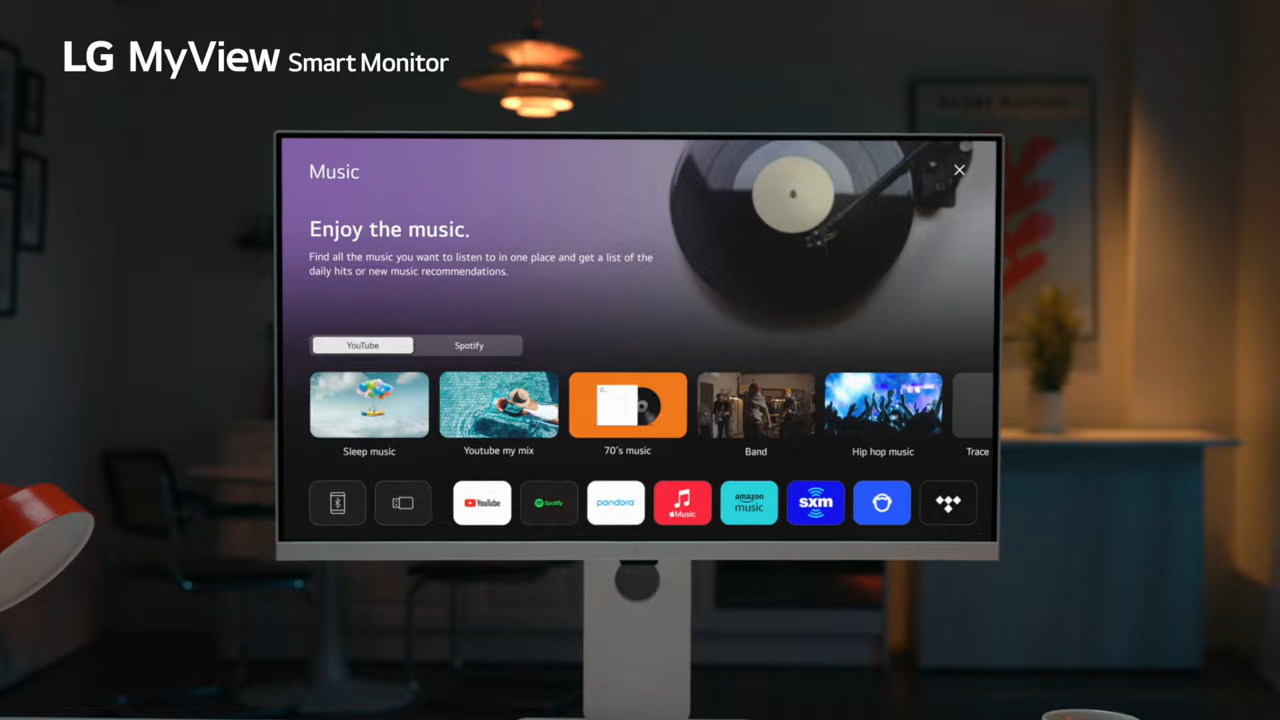 LG MyView Smart Monitor
Music
Enjoy the music.
Find all the music you want to listen to in one place and get a list of the
daily hits or new music recommendations.
YouTube Spotify
Sleep music Youtube my mix 70's music Band Hip hop music Trace
YouTube Spotify pandora Music amazon music sxm